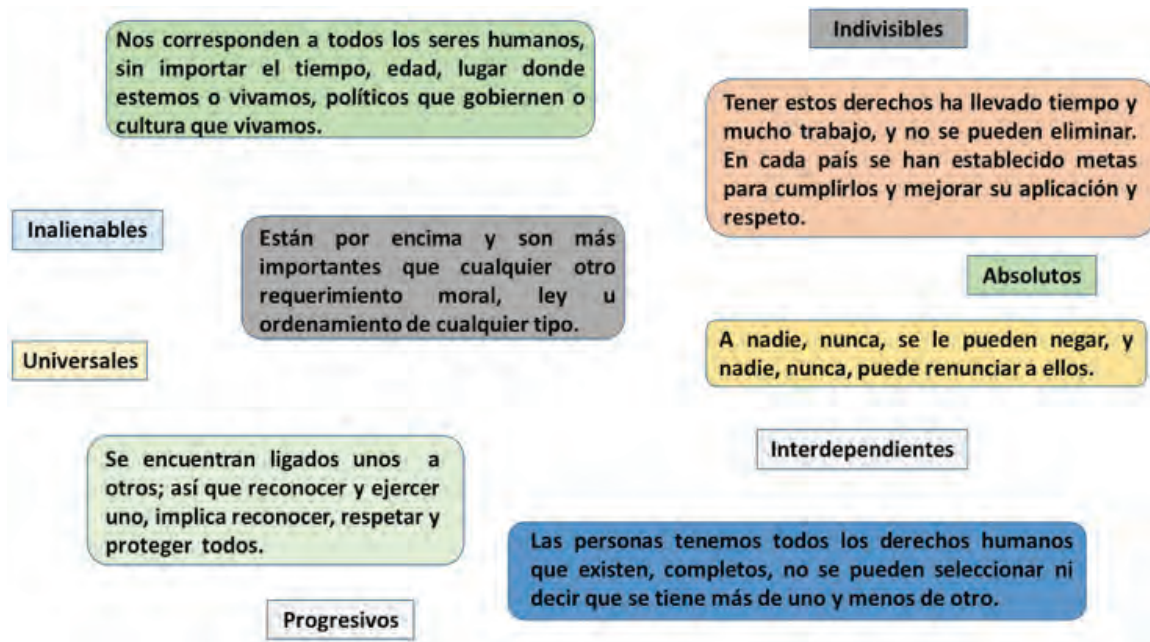 Nos corresponden a todos los seres humanos,
sin importar el tiempo, edad, lugar donde
estemos o vivamos, políticos que gobiernen o
cultura que vivamos.
Indivisibles
Tener estos derechos ha llevado tiempo y
mucho trabajo, y no se pueden eliminar.
En cada país se han establecido metas
para cumplirlos y mejorar su aplicación y
respeto.
Inalienables
Están por encima y son más
importantes que cualquier otro
requerimiento moral, ley u
ordenamiento de cualquier tipo.
Absolutos
Universales
A nadie, nunca, se le pueden negar, y
nadie, nunca, puede renunciar a ellos.
Interdependientes
Se encuentran ligados unos a
otros; así que reconocer y ejercer
uno, implica reconocer, respetar y
proteger todos.
Las personas tenemos todos los derechos humanos
que existen, completos, no se pueden seleccionar ni
decir que se tiene más de uno y menos de otro.
Progresivos